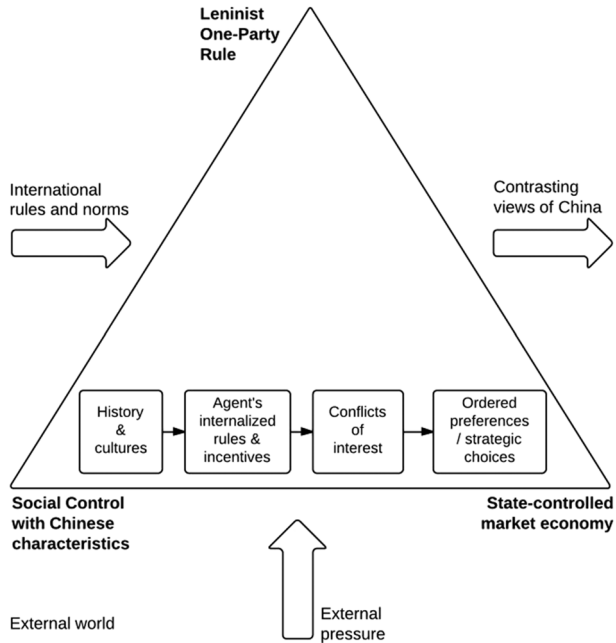 Leninist
One-Party
Rule
International
rules and norms
Contrasting
views of China
History
&
cultures
Agent's
internalized
rules &
incentives
Conflicts
of
interest
Ordered
preferences
/ strategic
choices
Social Control
with Chinese
characteristics
State-controlled
market economy
External world
External
pressure